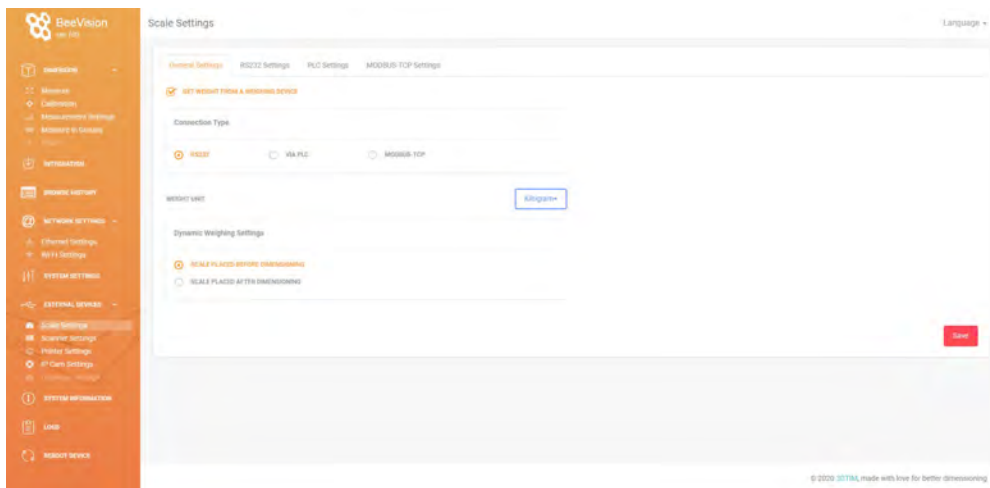 BeeVision
Scale Settings
Language
DIMENSIONS
Measure
Calibration
Measurement Settings
Measure in Groups
INTEGRATION
BROWSE HISTORY
NETWORK SETTINGS
Ethernet Settings
Wi-Fi Settings
SYSTEM SETTINGS
EXTERNAL DEVICES
Scale Settings
Scanner Settings
Printer Settings
IP Cam Settings
SYSTEM INFORMATION
LOGS
REBOOT DEVICE
General Settings RS232 Settings PLC Settings MODBUS-TCP Settings
GET WEIGHT FROM A WEIGHING DEVICE
Connection Type
RS232 VIA PLC MODBUS-TCP
WEIGHT UNIT Kilogram
Dynamic Weighing Settings
SCALE PLACED BEFORE DIMENSIONING
SCALE PLACED AFTER DIMENSIONING
Save
made with love for better dimensioning